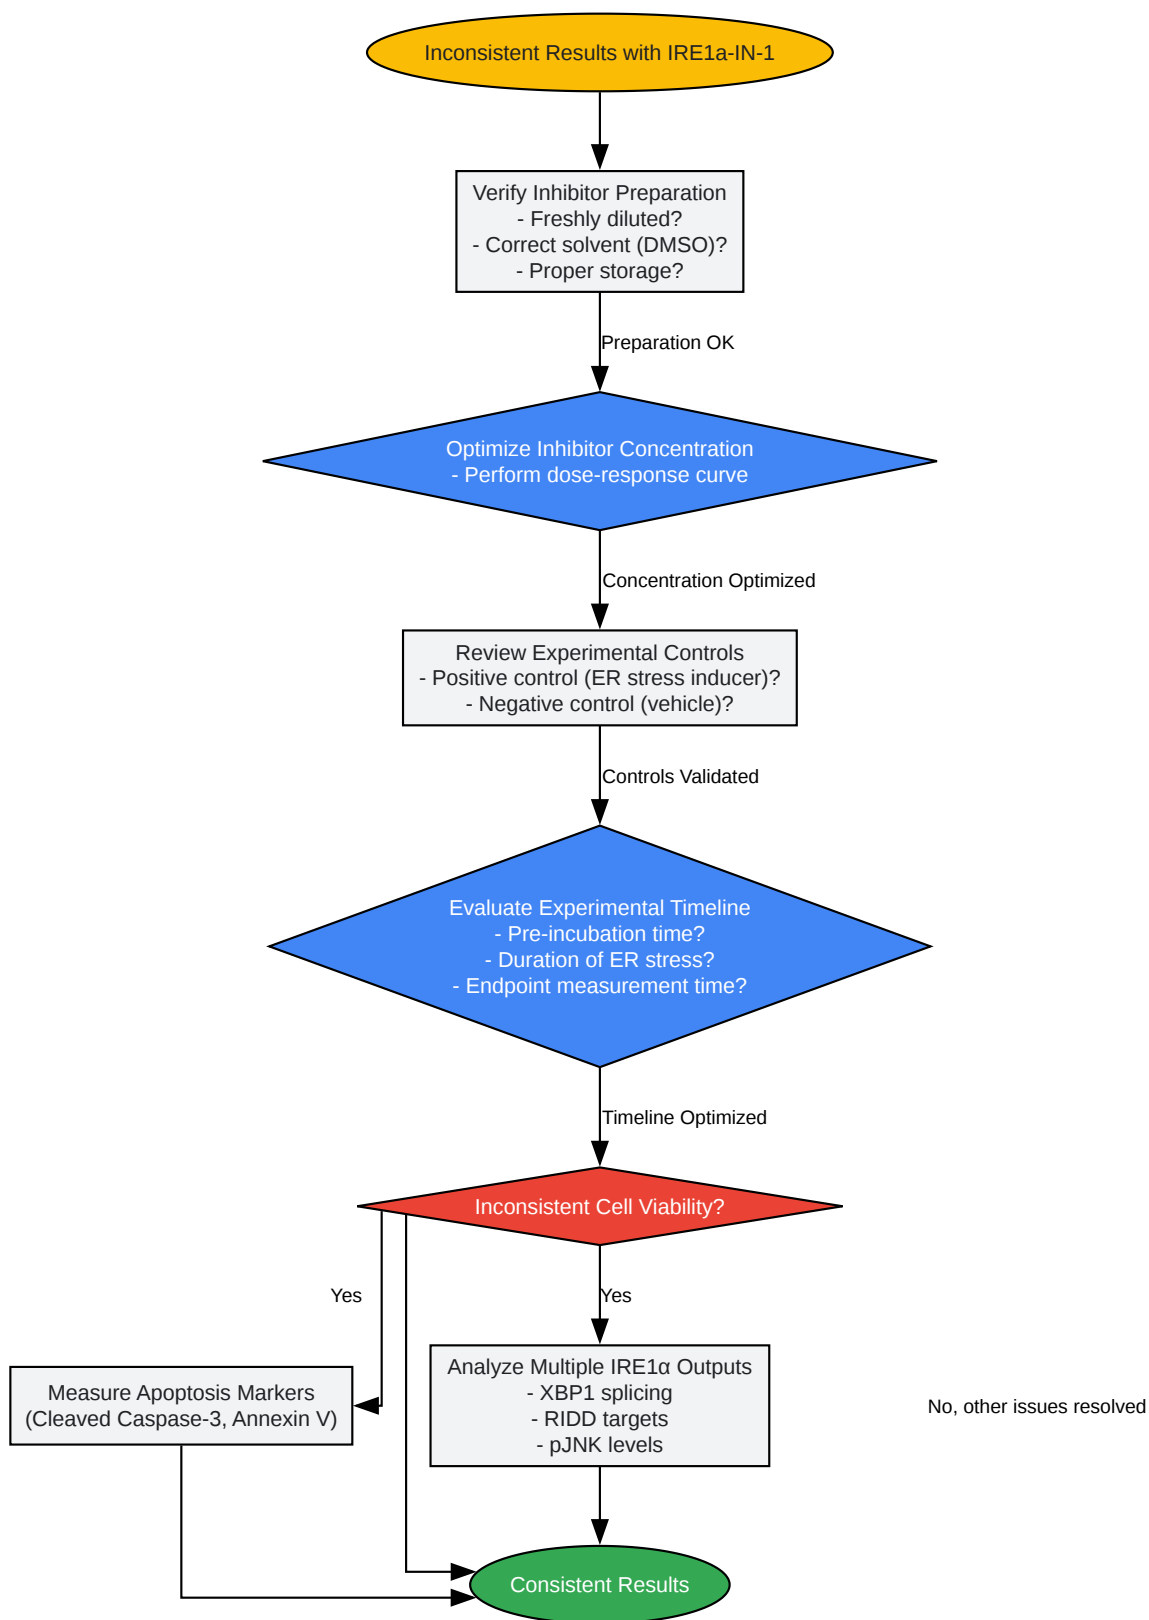 Inconsistent Results with IRE1a-IN-1
Verify Inhibitor Preparation
- Freshly diluted?
- Correct solvent (DMSO)?
- Proper storage?
Preparation OK
Optimize Inhibitor Concentration
- Perform dose-response curve
Concentration Optimized
Review Experimental Controls
- Positive control (ER stress inducer)?
- Negative control (vehicle)?
Controls Validated
Evaluate Experimental Timeline
- Pre-incubation time?
- Duration of ER stress?
- Endpoint measurement time?
Timeline Optimized
Inconsistent Cell Viability?
Yes
Yes
Measure Apoptosis Markers
(Cleaved Caspase-3, Annexin V)
Analyze Multiple IRE1α Outputs
- XBP1 splicing
- RIDD targets
- pJNK levels
No, other issues resolved
Consistent Results